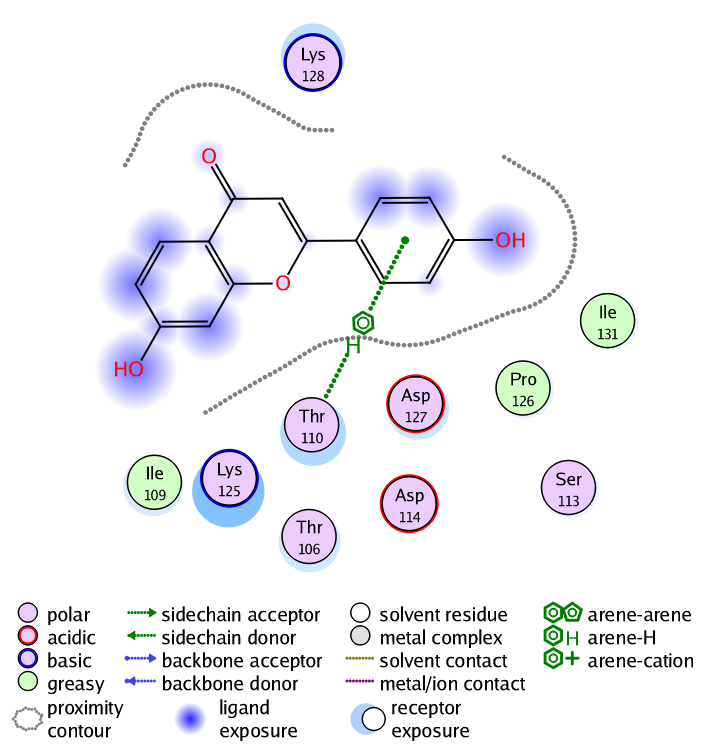 Lys
128
O
O
OH
HO
H
Ile
131
Pro
126
Asp
127
Thr
110
Ile
109
Lys
125
Asp
114
Ser
113
Thr
106
polar
sidechain acceptor
solvent residue
arene-arene
acidic
sidechain donor
metal complex
H
arene-H
basic
backbone acceptor
solvent contact
+
arene-cation
greasy
backbone donor
metal/ion contact
proximity
contour
ligand
exposure
receptor
exposure